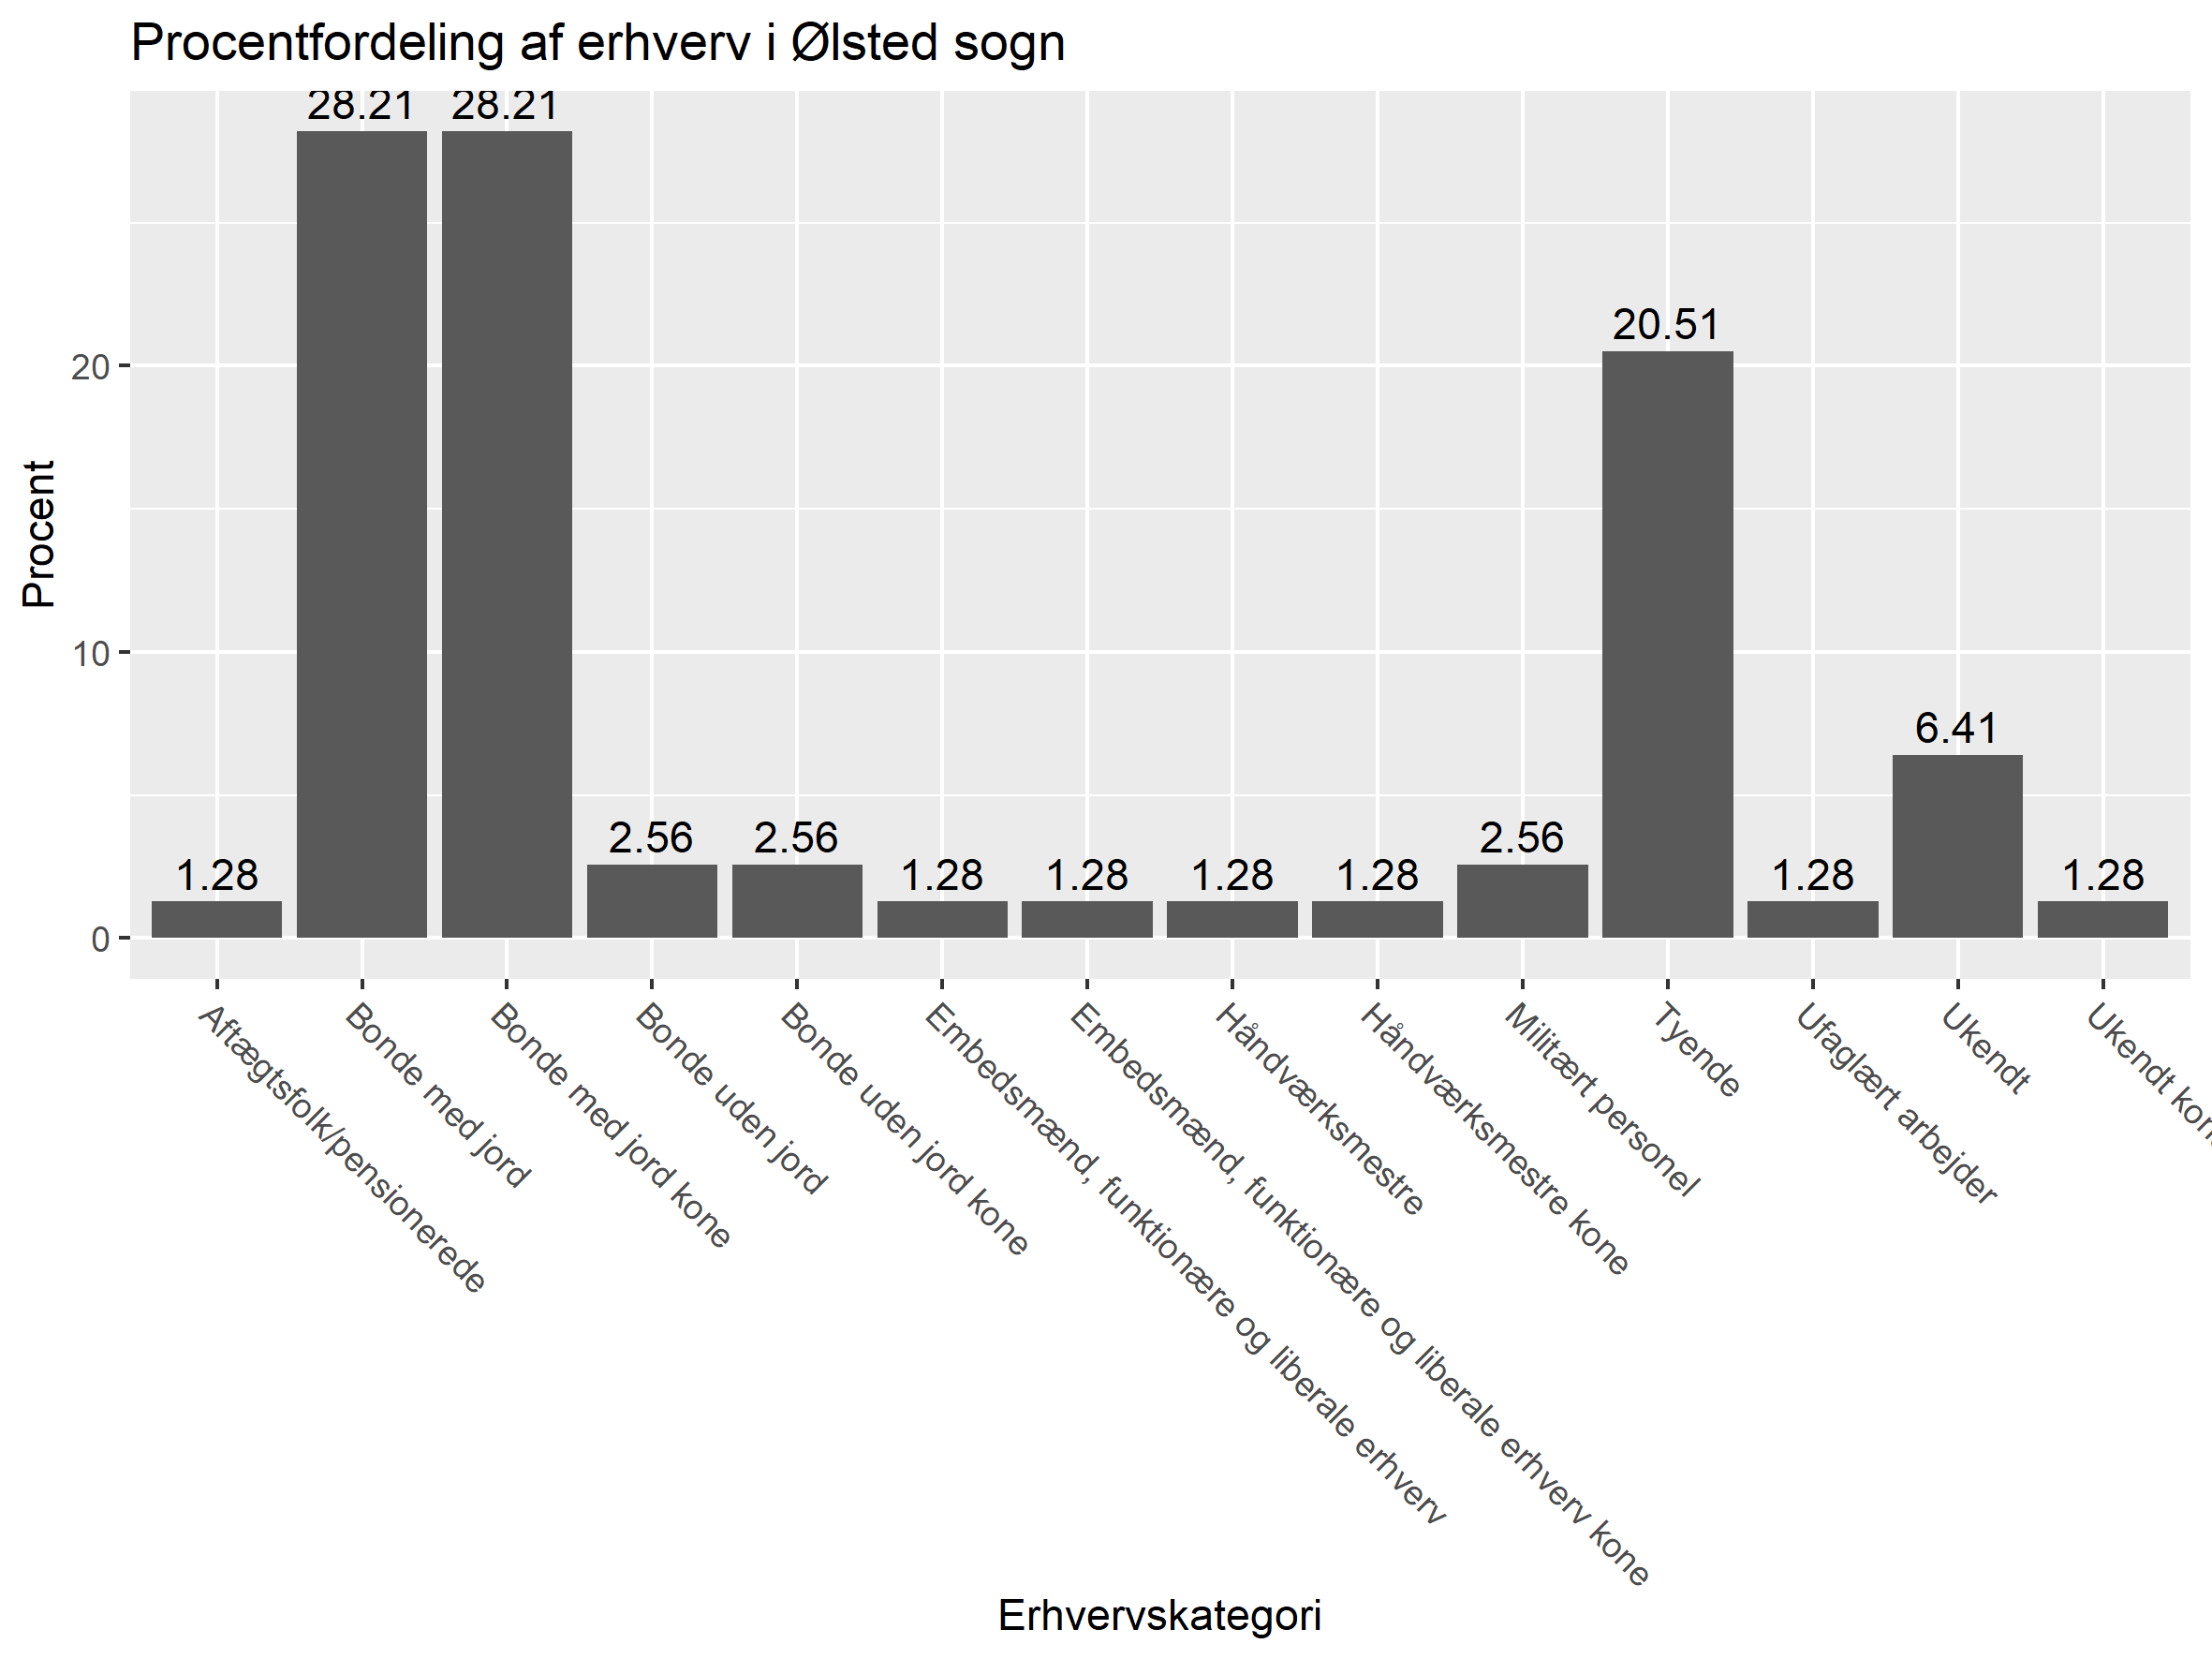 Procentfordeling af erhverv i Ølsted sogn
28.21
28.21
20.51
6.41
2.56
2.56
2.56
1.28
1.28
1.28
1.28
1.28
1.28
1.28
Procent
20
10
0
Aftægtsfolk/pensionerede
Bonde med jord
Bonde med jord kone
Bonde uden jord
Bonde uden jord kone
Embedsmænd, funktionære og liberale erhverv
Embedsmænd, funktionære og liberale erhverv kone
Håndværksmestre
Håndværksmestre kone
Militært personel
Tyende
Ufaglært arbejder
Ukendt
Ukendt
Erhvervskategori